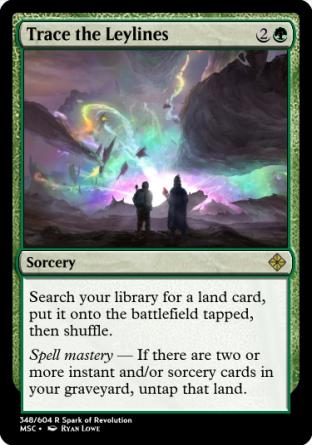 Trace the Leylines 2
Sorcery
Search your library for a land card,
put it onto the battlefield tapped,
then shuffle.
Spell mastery — If there are two or
more instant and/or sorcery cards in
your graveyard, untap that land.
348/604 R Spark of Revolution
MSC • Ryan Lowe